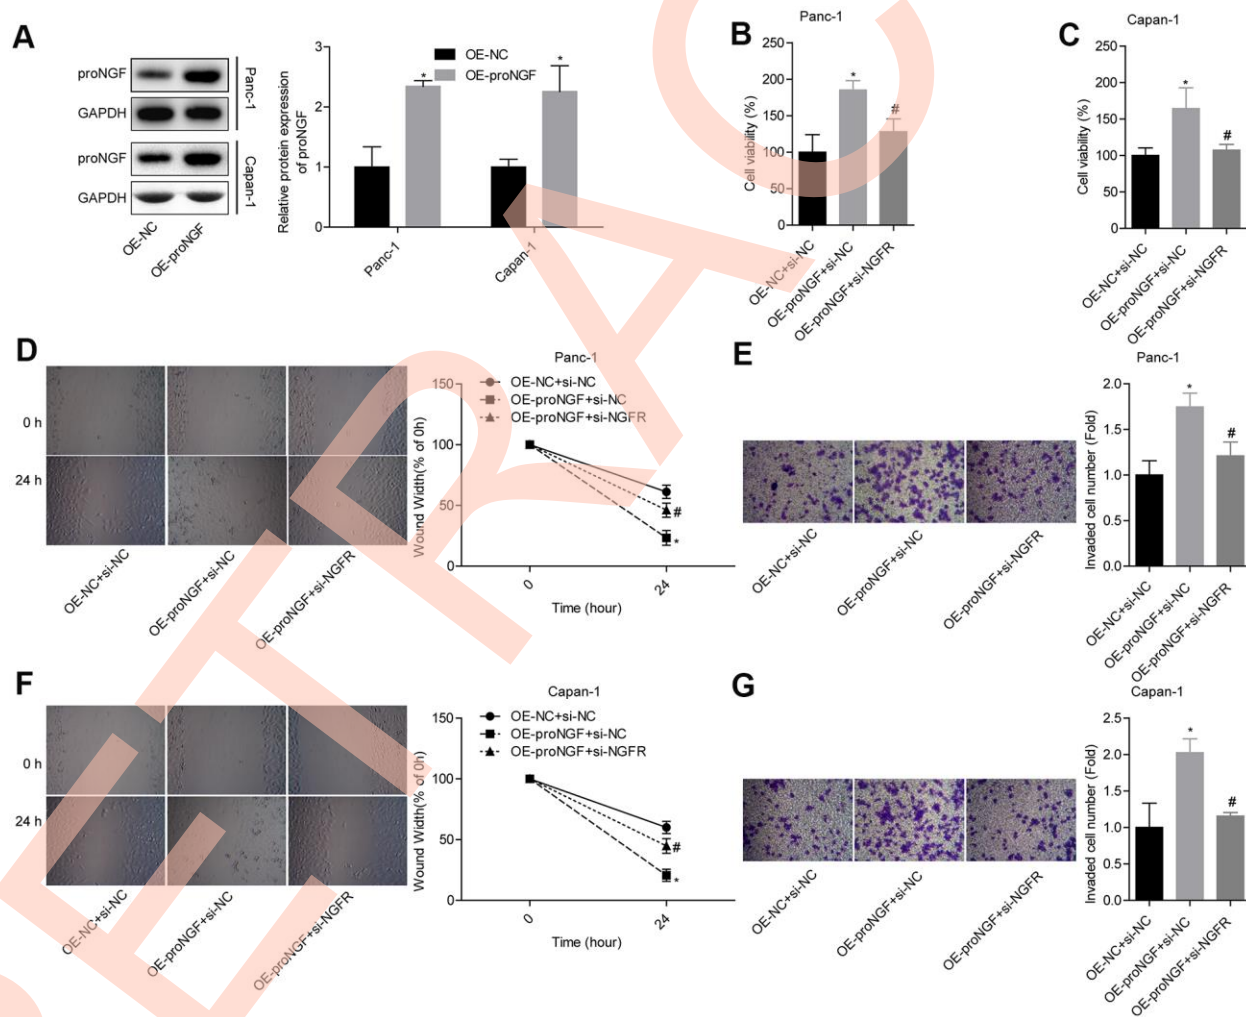 A
proNGF
GAPDH
proNGF
GAPDH
Panc-1
Capan-1
OE-NC
OE-proNGF
Relative protein expression
of proNGF
3
2
1
0
OE-NC
OE-proNGF
*
*
Panc-1
Capan-1
B
Panc-1
Cell viability (%)
250
200
150
100
50
0
*
#
OE-NC+si-NC
OE-proNGF+si-NC
OE-proNGF+si-NGFR
C
Capan-1
Cell viability (%)
250
200
150
100
50
0
*
#
OE-NC+si-NC
OE-proNGF+si-NC
OE-proNGF+si-NGFR
D
0 h
24 h
OE-NC+si-NC
OE-proNGF+si-NC
OE-proNGF+si-NGFR
Panc-1
Wound Width(% of 0h)
150
100
50
0
OE-NC+si-NC
OE-proNGF+si-NC
OE-proNGF+si-NGFR
#
*
0
24
Time (hour)
E
OE-NC+si-NC
OE-proNGF+si-NC
OE-proNGF+si-NGFR
Panc-1
Invaded cell number (Fold)
2.0
1.5
1.0
0.5
0.0
*
#
OE-NC+si-NC
OE-proNGF+si-NC
OE-proNGF+si-NGFR
F
0 h
24 h
OE-NC+si-NC
OE-proNGF+si-NC
OE-proNGF+si-NGFR
Capan-1
Wound Width(% of 0h)
150
100
50
0
OE-NC+si-NC
OE-proNGF+si-NC
OE-proNGF+si-NGFR
#
*
0
24
Time (hour)
G
OE-NC+si-NC
OE-proNGF+si-NC
OE-proNGF+si-NGFR
Capan-1
Invaded cell number (Fold)
2.5
2.0
1.5
1.0
0.5
0.0
*
#
OE-NC+si-NC
OE-proNGF+si-NC
OE-proNGF+si-NGFR
RETRAC